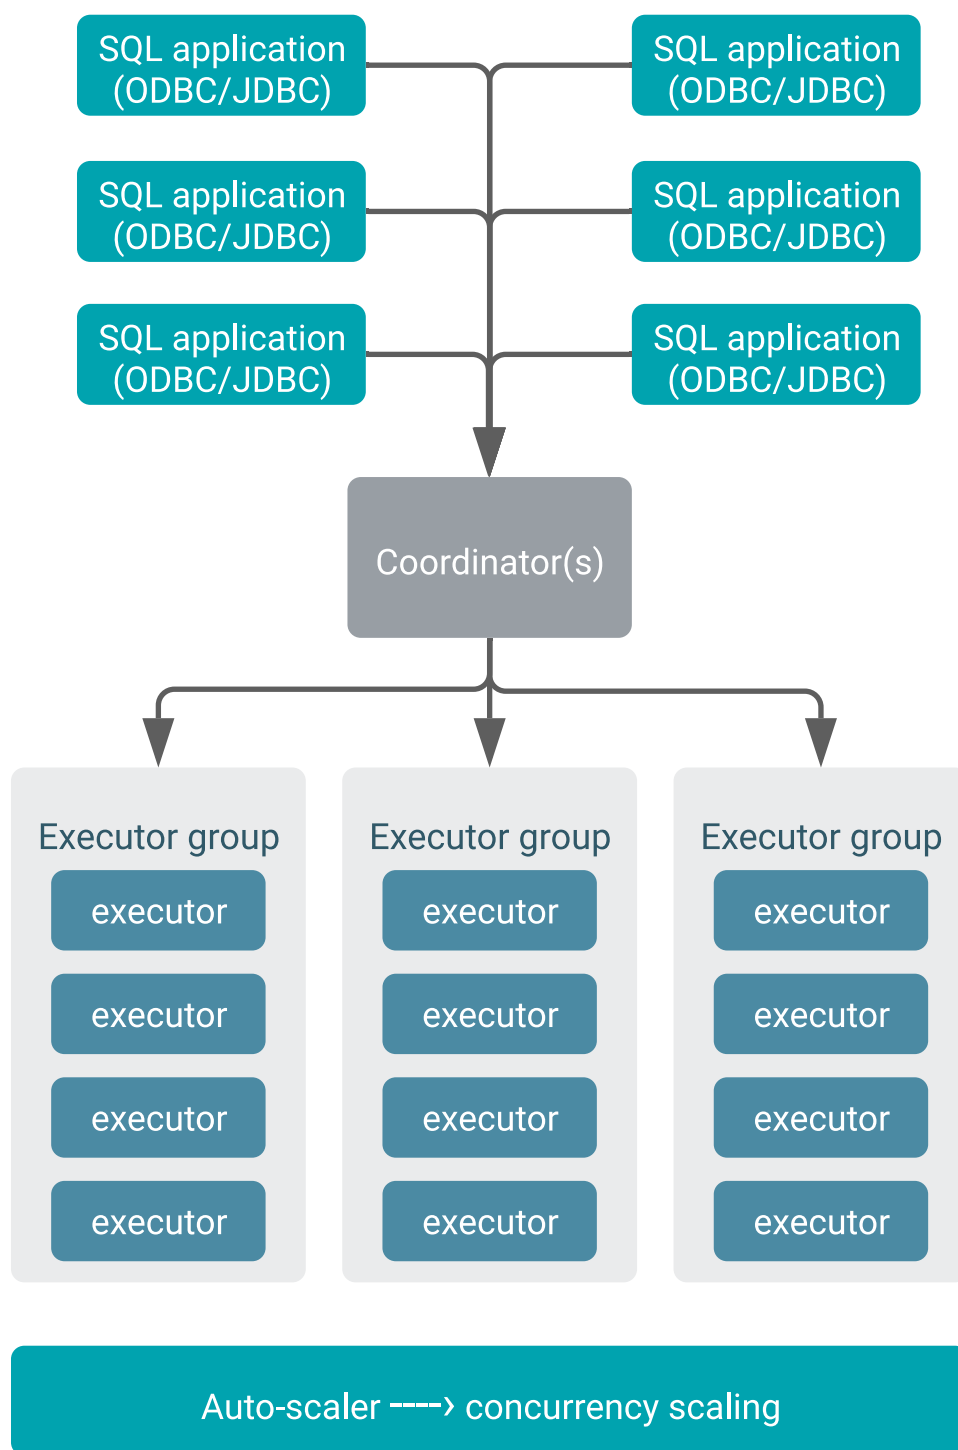 SQL application
(ODBC/JDBC)
SQL application
(ODBC/JDBC)
SQL application
(ODBC/JDBC)
SQL application
(ODBC/JDBC)
SQL application
(ODBC/JDBC)
SQL application
(ODBC/JDBC)
Coordinator(s)
Executor group
executor
executor
executor
executor
Executor group
executor
executor
executor
executor
Executor group
executor
executor
executor
executor
Auto-scaler ----> concurrency scaling